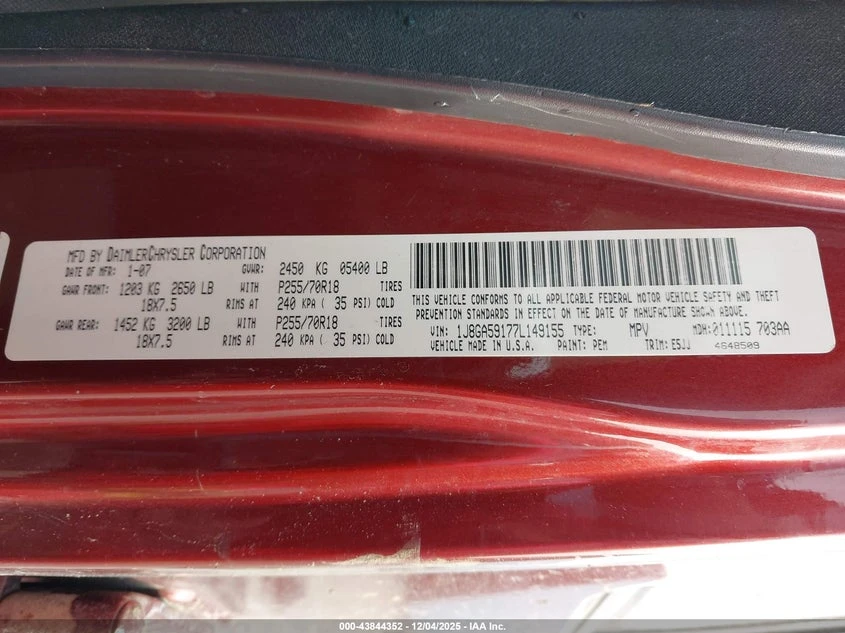 MFD BY DAIMLERCHRYSLER CORPORATION
DATE OF MFR: 1-07 GVWR: 2450 KG 05400 LB
GAWR FRONT: 1203 KG 2650 LB WITH P255/70R18 TIRES
18X7.5 RIMS AT 240 KPA ( 35 PSI) COLD
GAWR REAR: 1452 KG 3200 LB WITH P255/70R18 TIRES
18X7.5 RIMS AT 240 KPA ( 35 PSI) COLD
THIS VEHICLE CONFORMS TO ALL APPLICABLE FEDERAL MOTOR VEHICLE SAFETY AND THEFT
PREVENTION STANDARDS IN EFFECT ON THE DATE OF MANUFACTURE SHOWN ABOVE.
VIN: 1J8GA59177L149155 TYPE: MPV MDH: 011115 703AA
VEHICLE MADE IN U.S.A. PAINT: PEM TRIM: E5JJ 4648509
000-43844352 - 12/04/2025 - IAA Inc.